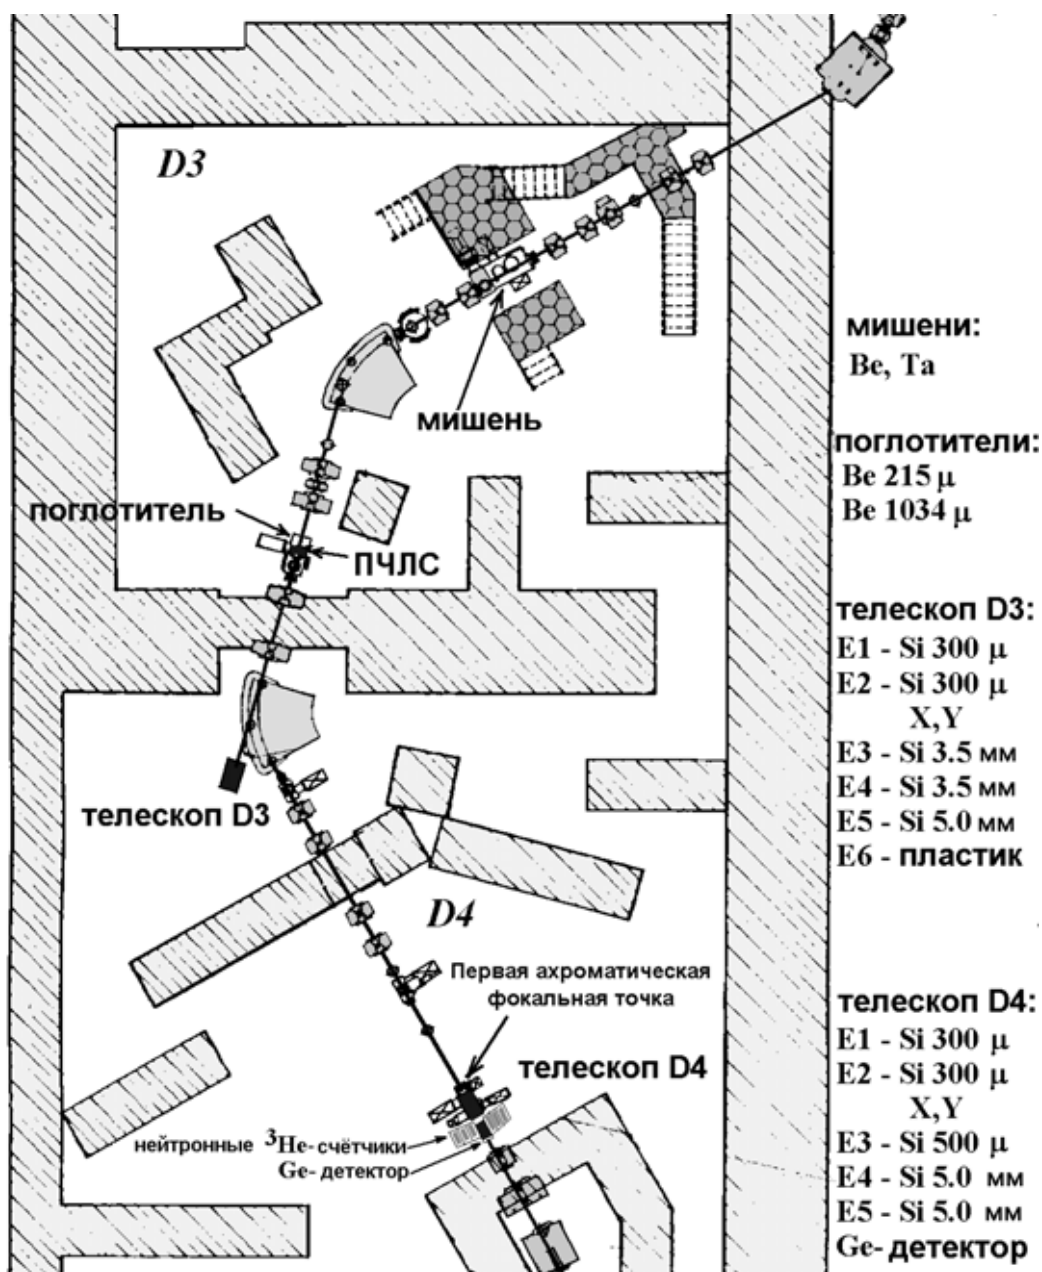 D3
мишень
поглотитель
ПЧЛС
телескоп D3
D4
Первая ахроматическая
фокальная точка
телескоп D4
нейтронные ³He-счётчики
Ge-детектор
мишени:
Be, Ta
поглотители:
Be 215 μ
Be 1034 μ
телескоп D3:
E1 - Si 300 μ
E2 - Si 300 μ
X,Y
E3 - Si 3.5 мм
E4 - Si 3.5 мм
E5 - Si 5.0 мм
E6 - пластик
телескоп D4:
E1 - Si 300 μ
E2 - Si 300 μ
X,Y
E3 - Si 500 μ
E4 - Si 5.0 мм
E5 - Si 5.0 мм
Ge- детектор